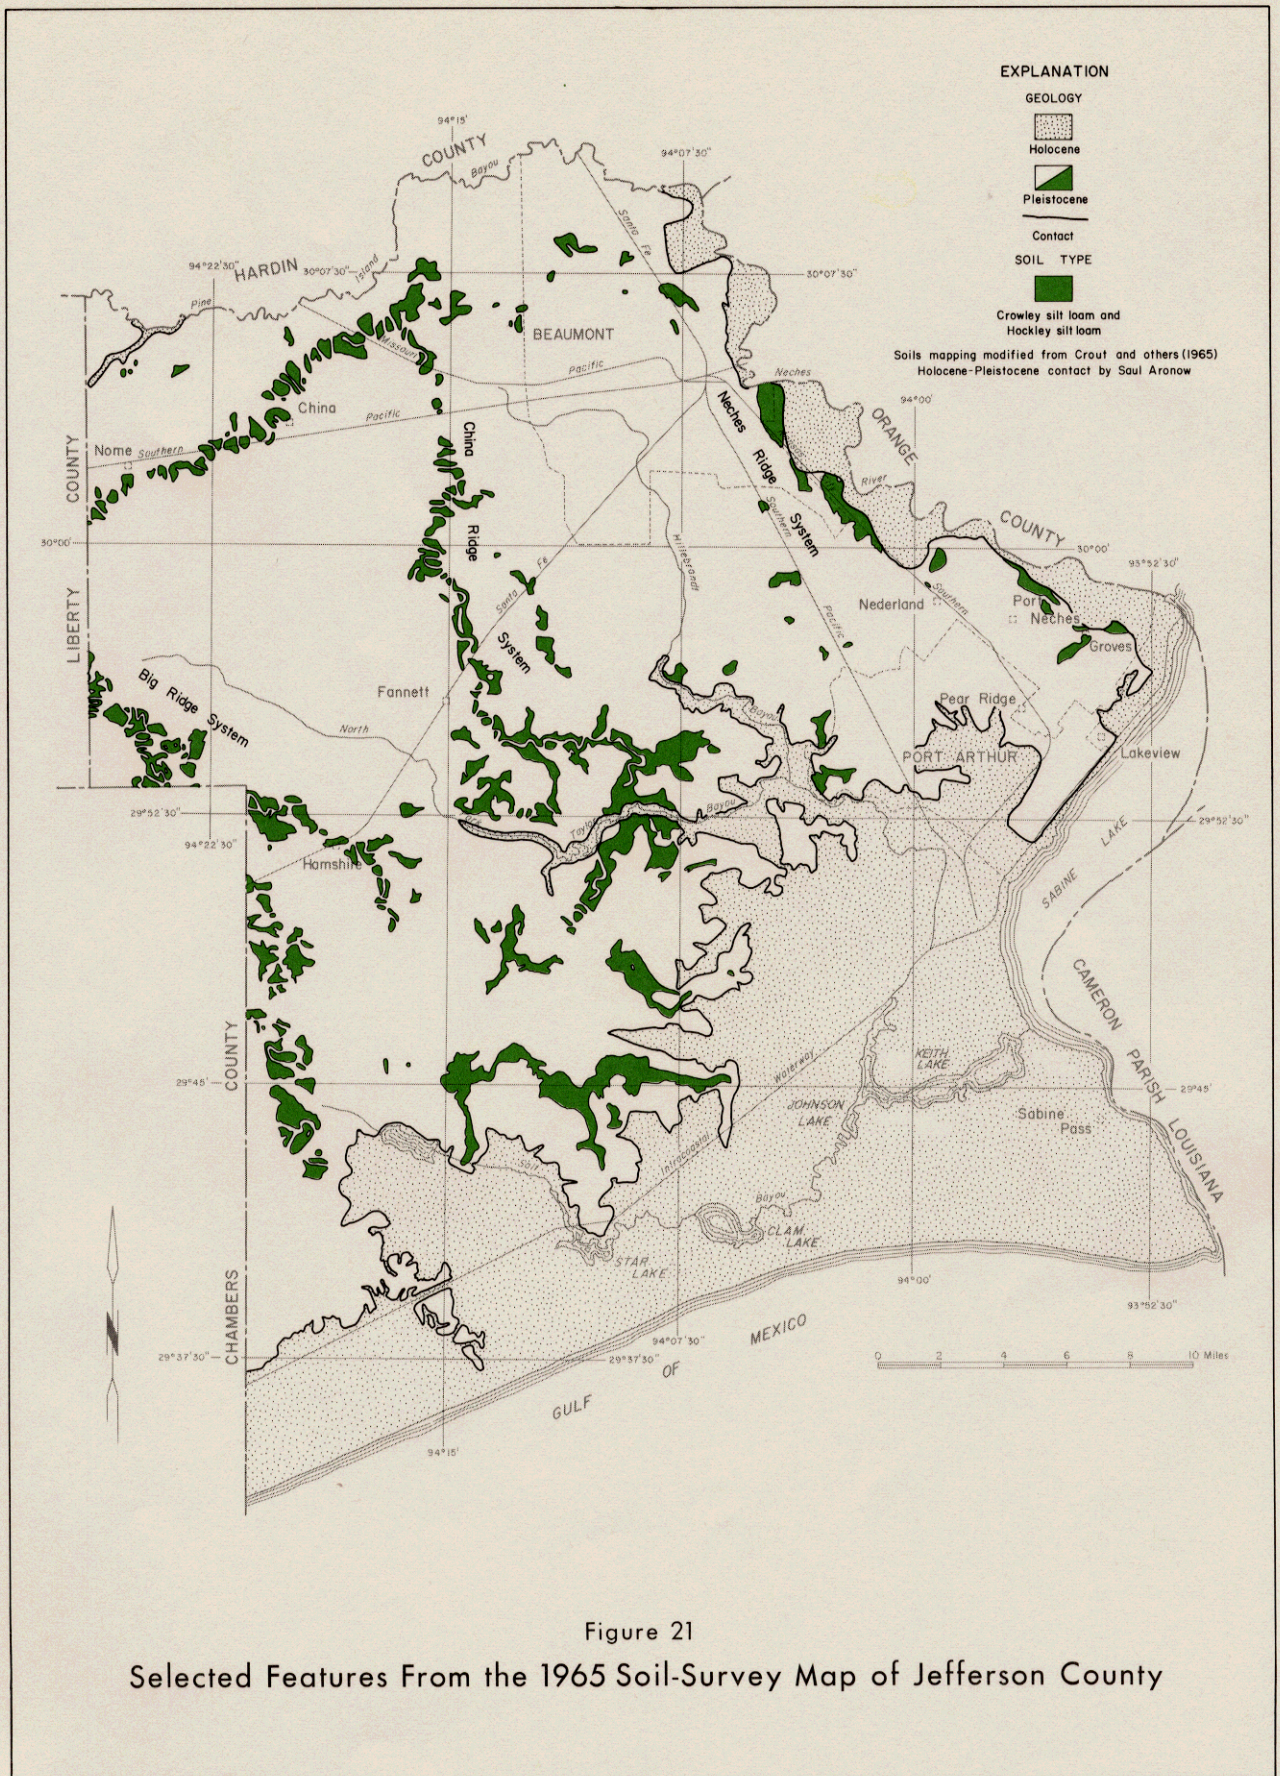 EXPLANATION
GEOLOGY
Holocene
Pleistocene
Contact
SOIL TYPE
Crowley silt loam and
Hockley silt loam
Soils mapping modified from Crout and others (1965)
Holocene-Pleistocene contact by Saul Aronow
94°15'
COUNTY
Bayou
94°07'30"
Santa Fe
94°22'30"
HARDIN
30°07'30"
Island
30°07'30"
Pine
BEAUMONT
Missouri
Pacific
Neches
China
Pacific
Neches
94°00'
ORANGE
Nome
Southern
China
Ridge
River
COUNTY
Ridge
Southern
System
COUNTY
30°00'
Hillebrandt
30°00'
93°52'30"
Santa Fe
Nederland
Southern
Port
Neches
LIBERTY
System
Pacific
Groves
Big Ridge System
Fannett
Pear Ridge
North
Bayou
PORT ARTHUR
Lakeview
29°52'30"
Taylor
Bayou
29°52'30"
94°22'30"
Hamshire
LAKE
SABINE
CAMERON
PARISH
LOUISIANA
COUNTY
Waterway
KEITH
LAKE
29°45'
29°45'
JOHNSON
LAKE
Sabine
Pass
Intracoastal
Salt
Bayou
CLAM
LAKE
STAR
LAKE
CHAMBERS
94°00'
93°52'30"
MEXICO
94°07'30"
29°37'30"
29°37'30"
OF
0 2 4 6 8 10 Miles
GULF
94°15'
N
Figure 21
Selected Features From the 1965 Soil-Survey Map of Jefferson County